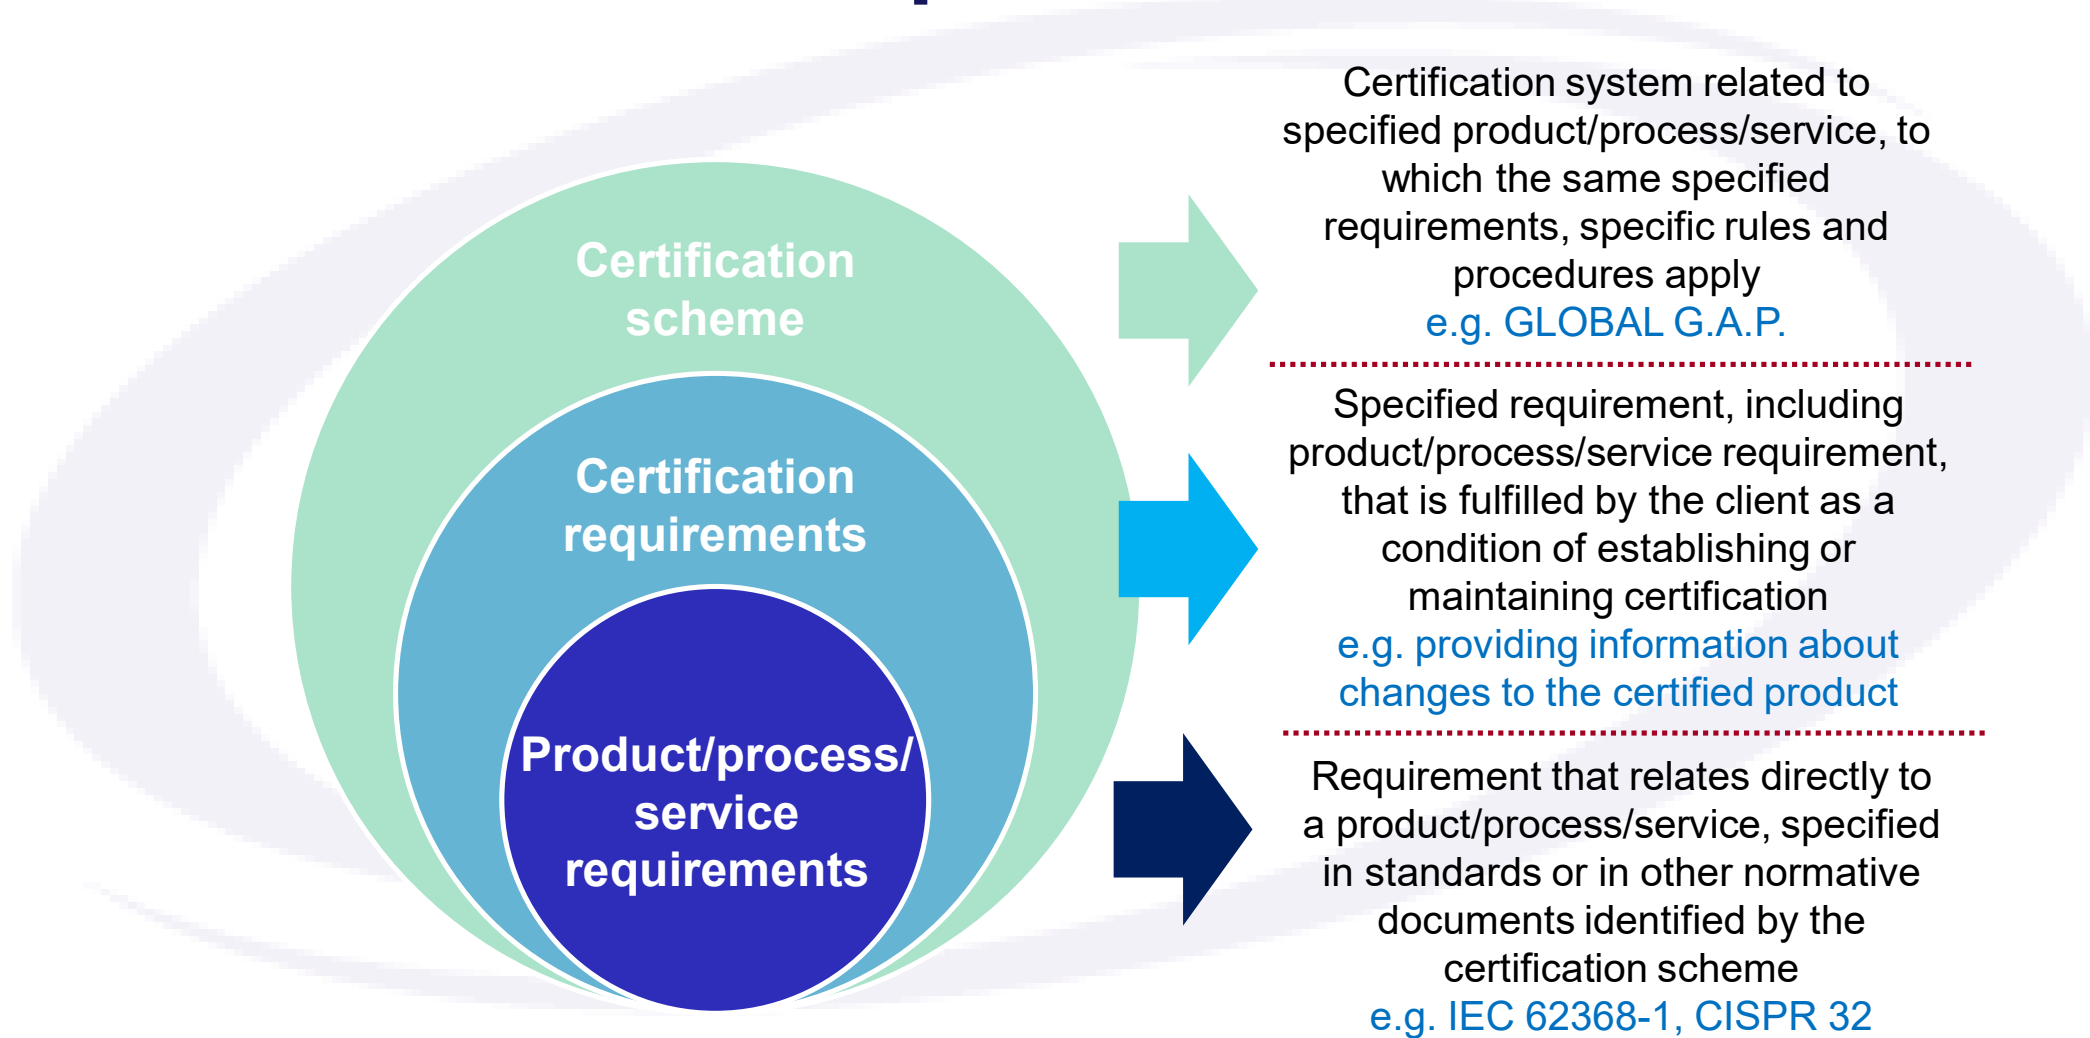 Certification
scheme
Certification
requirements
Product/process/
service
requirements
Certification system related to
specified product/process/service, to
which the same specified
requirements, specific rules and
procedures apply
e.g. GLOBAL G.A.P.
Specified requirement, including
product/process/service requirement,
that is fulfilled by the client as a
condition of establishing or
maintaining certification
e.g. providing information about
changes to the certified product
Requirement that relates directly to
a product/process/service, specified
in standards or in other normative
documents identified by the
certification scheme
e.g. IEC 62368-1, CISPR 32